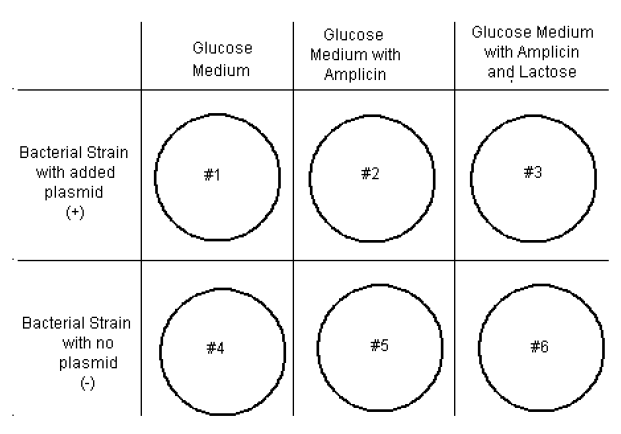 Glucose
Medium
Glucose
Medium with
Amplicin
Glucose Medium
with Amplicin
and Lactose
Bacterial Strain
with added
plasmid
(+)
#1
#2
#3
Bacterial Strain
with no
plasmid
(-)
#4
#5
#6